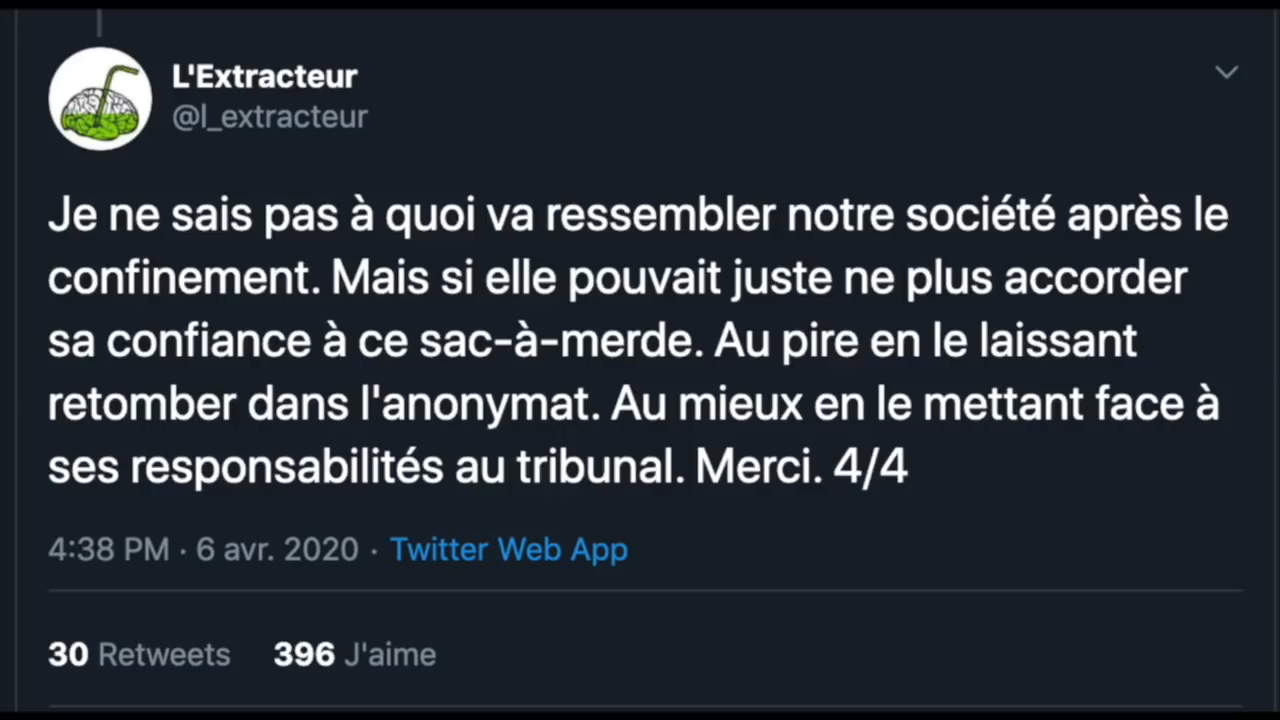 L'Extracteur
@l_extracteur
Je ne sais pas à quoi va ressembler notre société après le
confinement. Mais si elle pouvait juste ne plus accorder
sa confiance à ce sac-à-merde. Au pire en le laissant
retomber dans l'anonymat. Au mieux en le mettant face à
ses responsabilités au tribunal. Merci. 4/4
4:38 PM · 6 avr. 2020 · Twitter Web App
30 Retweets 396 J'aime